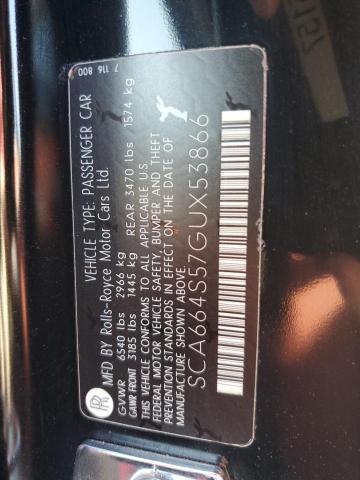 7 116 800
VEHICLE TYPE: PASSENGER CAR
MFD BY Rolls-Royce Motor Cars Ltd.
GVWR 6540 lbs 2966 kg
GAWR FRONT 3185 lbs 1445 kg REAR 3470 lbs 1574 kg
THIS VEHICLE CONFORMS TO ALL APPLICABLE U.S.
FEDERAL MOTOR VEHICLE SAFETY, BUMPER, AND THEFT
PREVENTION STANDARDS IN EFFECT ON THE DATE OF
MANUFACTURE SHOWN ABOVE.
SCA664S57GUX53866
RR